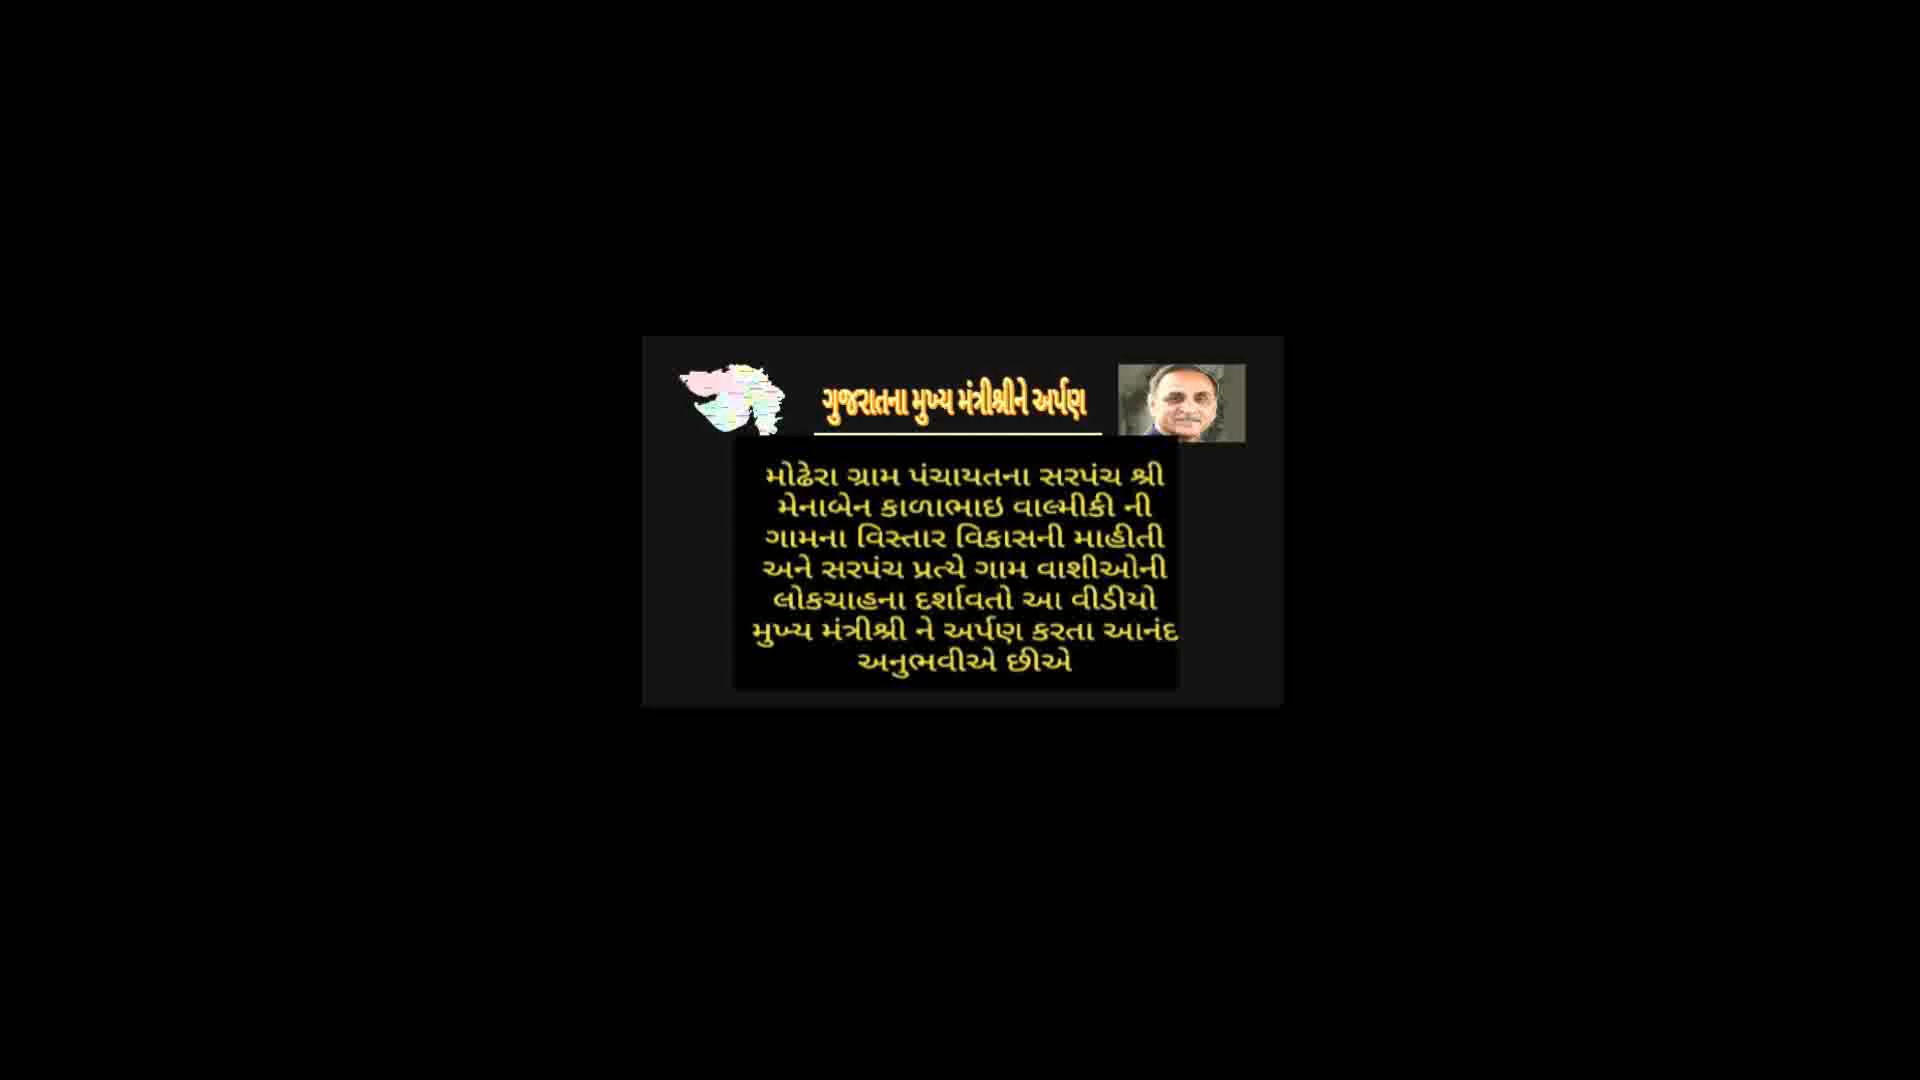 ગુજરાતના મુખ્ય મંત્રીશ્રીને અર્પણ
મોઢેરા ગ્રામ પંચાયતના સરપંચ શ્રી
મેનાબેન કાળાભાઇ વાલ્મીકી ની
ગામના વિસ્તાર વિકાસની માહીતી
અને સરપંચ પ્રત્યે ગામ વાશીઓની
લોકચાહના દર્શાવતો આ વીડીયો
મુખ્ય મંત્રીશ્રી ને અર્પણ કરતા આનંદ
અનુભવીએ છીએ